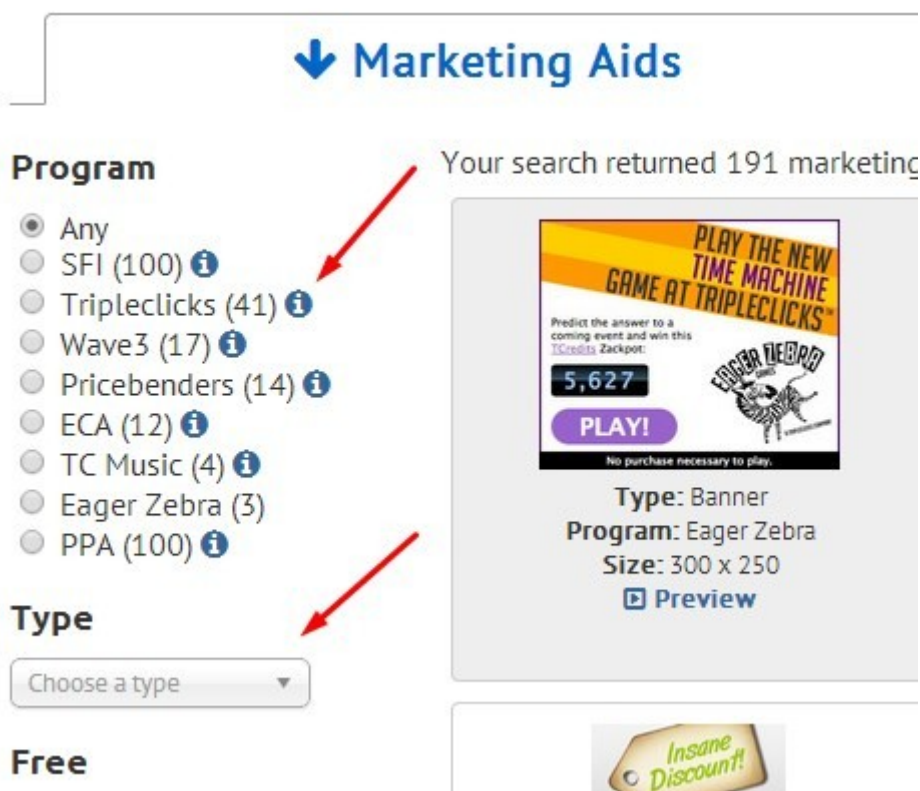 Marketing Aids
Program
Any
SFI (100)
Tripleclicks (41)
Wave3 (17)
Pricebenders (14)
ECA (12)
TC Music (4)
Eager Zebra (3)
PPA (100)
Type
Choose a type
Free
Your search returned 191 marketing
PLAY THE NEW
TIME MACHINE
GAME AT TRIPLECLICKS™
Predict the answer to a
coming event and win this
TCredits Zackpot:
5,627
PLAY!
EAGER ZEBRA
GAMES
No purchase necessary to play.
Type: Banner
Program: Eager Zebra
Size: 300 x 250
Preview
Insane
Discount!